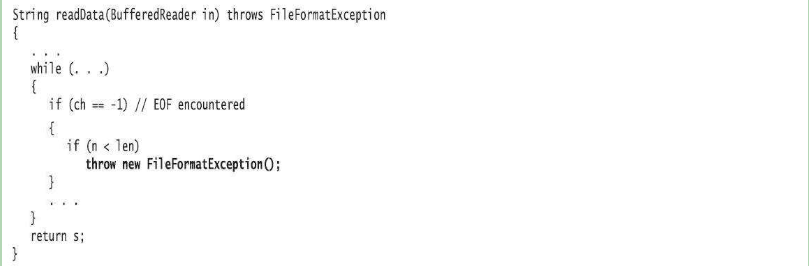 String readData(BufferedReader in) throws FileFormatException
{
   . . .
   while (. . .)
   {
      if (ch == -1) // EOF encountered
      {
         if (n < len)
            throw new FileFormatException();
      }
      . . .
   }
   return s;
}